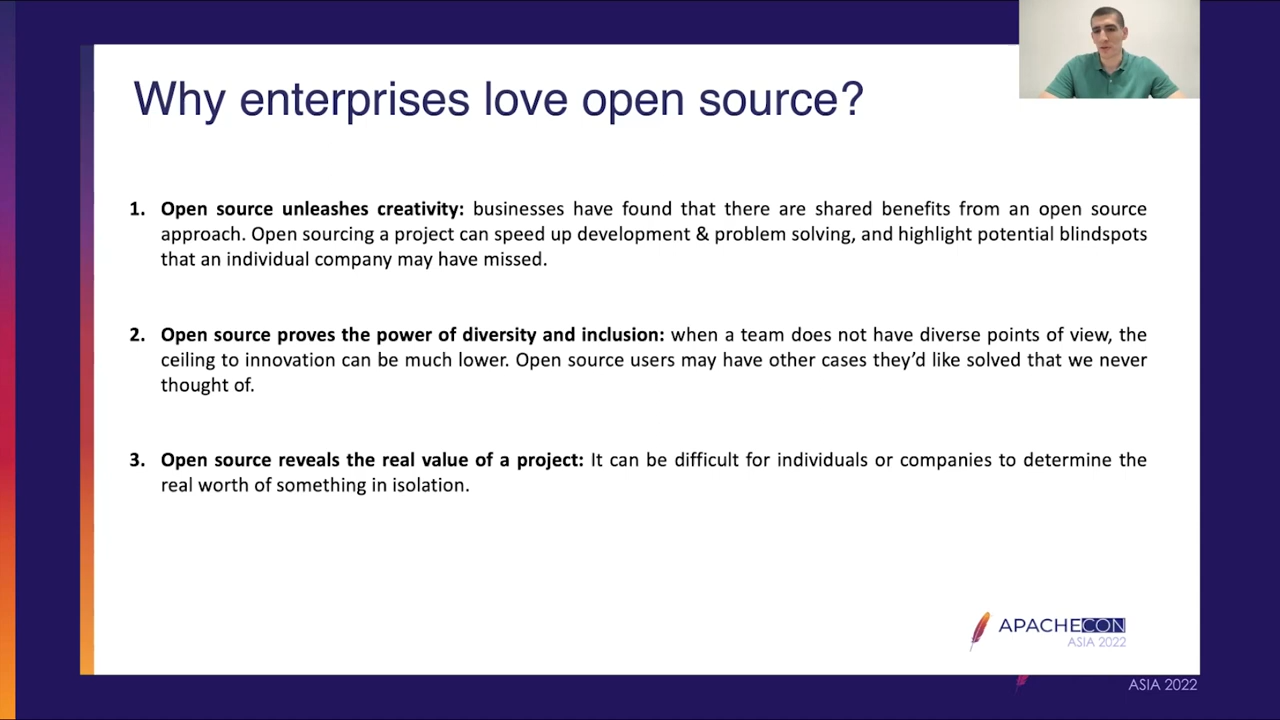 Why enterprises love open source?
1. Open source unleashes creativity: businesses have found that there are shared benefits from an open source
approach. Open sourcing a project can speed up development & problem solving, and highlight potential blindspots
that an individual company may have missed.
2. Open source proves the power of diversity and inclusion: when a team does not have diverse points of view, the
ceiling to innovation can be much lower. Open source users may have other cases they’d like solved that we never
thought of.
3. Open source reveals the real value of a project: It can be difficult for individuals or companies to determine the
real worth of something in isolation.
APACHECON
ASIA 2022
ASIA 2022